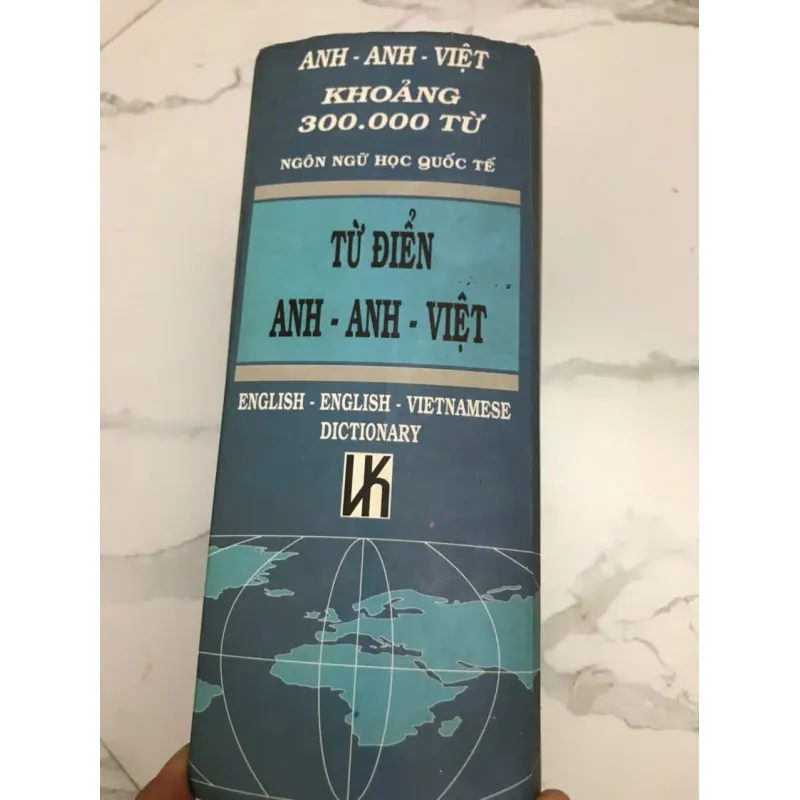 ANH - ANH - VIỆT
KHOẢNG
300.000 TỪ
NGÔN NGỮ HỌC QUỐC TẾ
TỪ ĐIỂN
ANH - ANH - VIỆT
ENGLISH - ENGLISH - VIETNAMESE
DICTIONARY